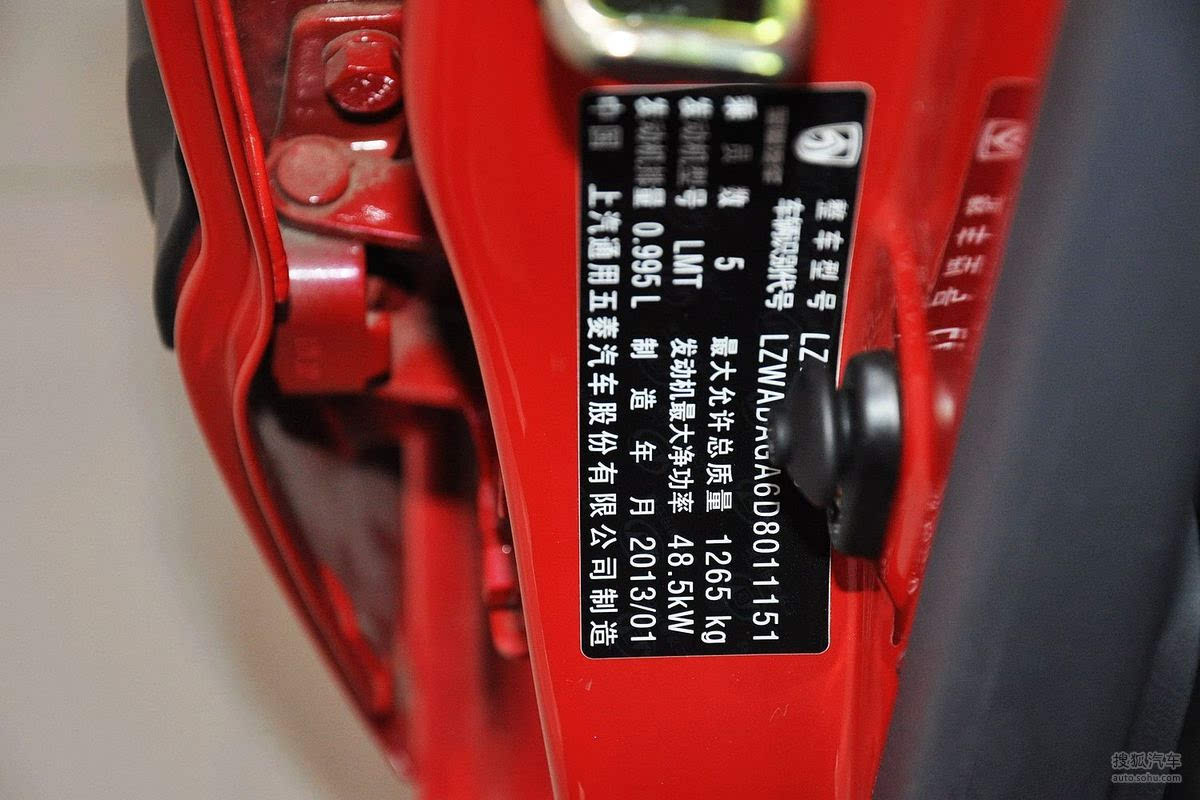 整车型号 LZ
车辆识别代号 LZWADAGA6D8011151
乘员数 5 最大允许总质量 1265 kg
发动机型号 LMT 发动机最大净功率 48.5kW
发动机排量 0.995L 制造年月 2013/01
中国 上汽通用五菱汽车股份有限公司制造
搜狐汽车
auto.sohu.com